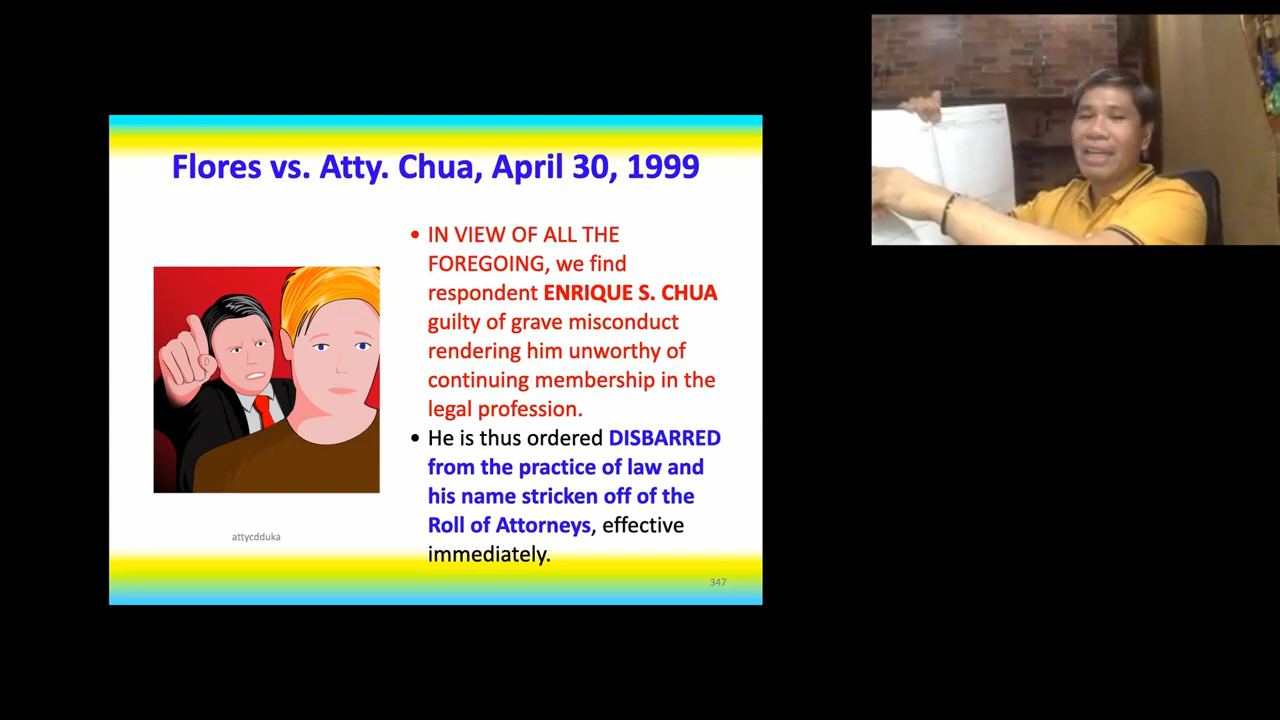 Flores vs. Atty. Chua, April 30, 1999
• IN VIEW OF ALL THE
FOREGOING, we find
respondent ENRIQUE S. CHUA
guilty of grave misconduct
rendering him unworthy of
continuing membership in the
legal profession.
• He is thus ordered DISBARRED
from the practice of law and
his name stricken off of the
Roll of Attorneys, effective
immediately.
attycdduka
347